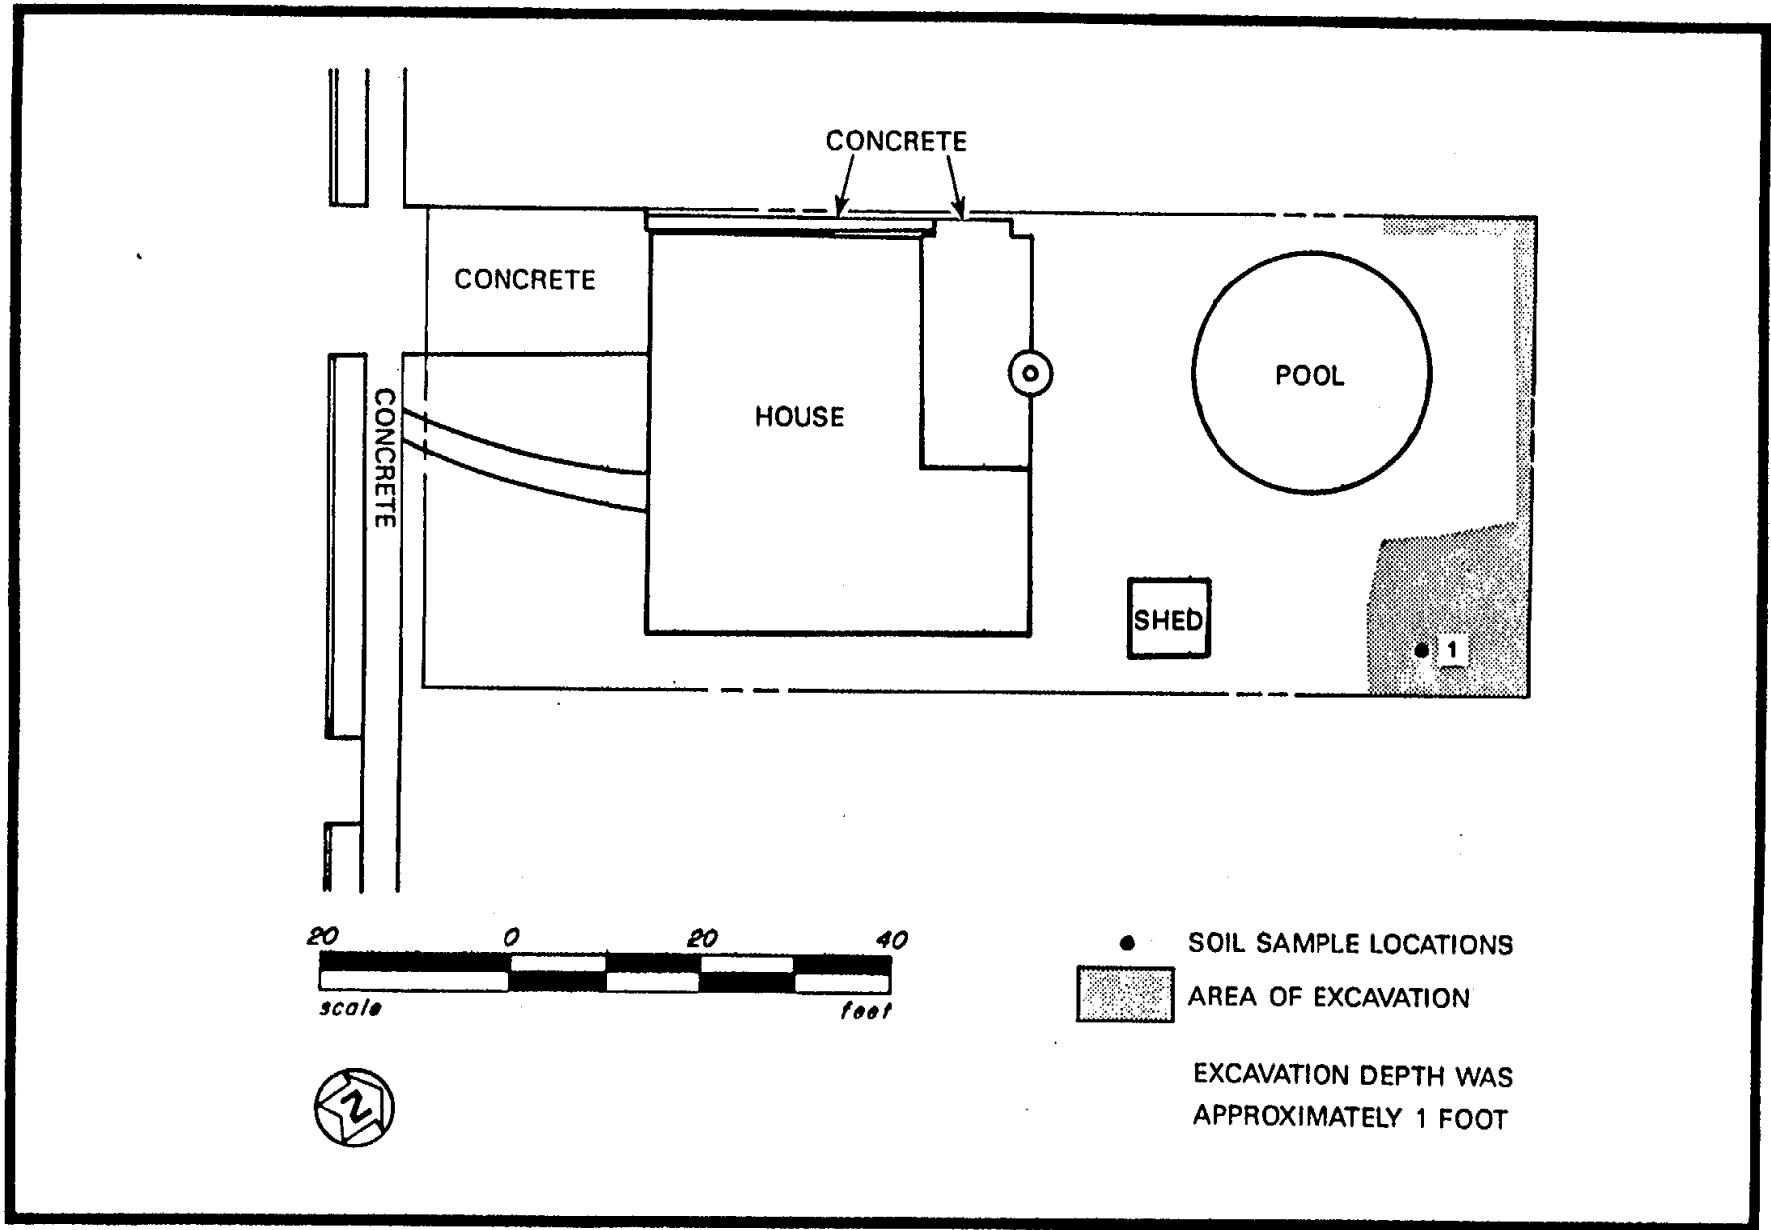 CONCRETE
CONCRETE
CONCRETE
HOUSE
POOL
SHED
1
20 0 20 40
scale feet
N
SOIL SAMPLE LOCATIONS
AREA OF EXCAVATION
EXCAVATION DEPTH WAS
APPROXIMATELY 1 FOOT